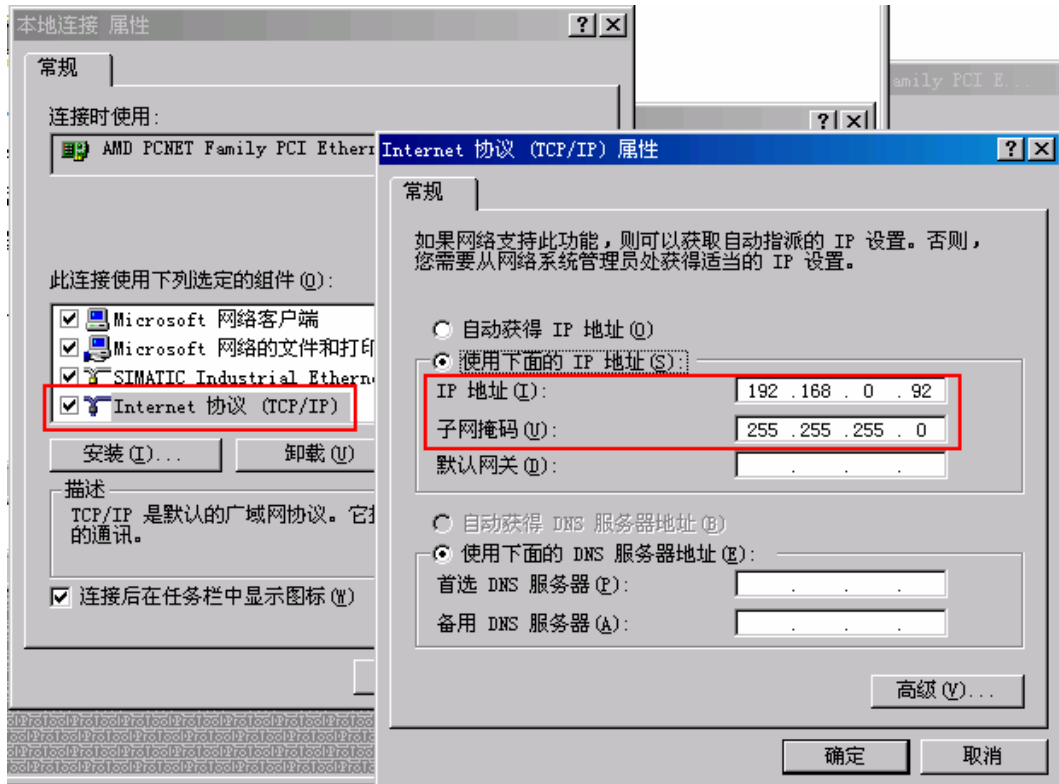 本地连接 属性
常规
amily PCI E...
连接时使用:
AMD PCNET Family PCI Ethern
此连接使用下列选定的组件(O):
Microsoft 网络客户端
Microsoft 网络的文件和打印
SIMATIC Industrial Ethern
Internet 协议 (TCP/IP)
安装(I)...
卸载(U)
描述
TCP/IP 是默认的广域网协议。它
的通讯。
连接后在任务栏中显示图标(W)
Internet 协议 (TCP/IP) 属性
常规
如果网络支持此功能,则可以获取自动指派的 IP 设置。否则,
您需要从网络系统管理员处获得适当的 IP 设置。
自动获得 IP 地址(O)
使用下面的 IP 地址(S):
IP 地址(I): 192 .168 . 0 . 92
子网掩码(U): 255 .255 .255 . 0
默认网关(D): . . .
自动获得 DNS 服务器地址(B)
使用下面的 DNS 服务器地址(E):
首选 DNS 服务器(P): . . .
备用 DNS 服务器(A): . . .
高级(V)...
确定
取消